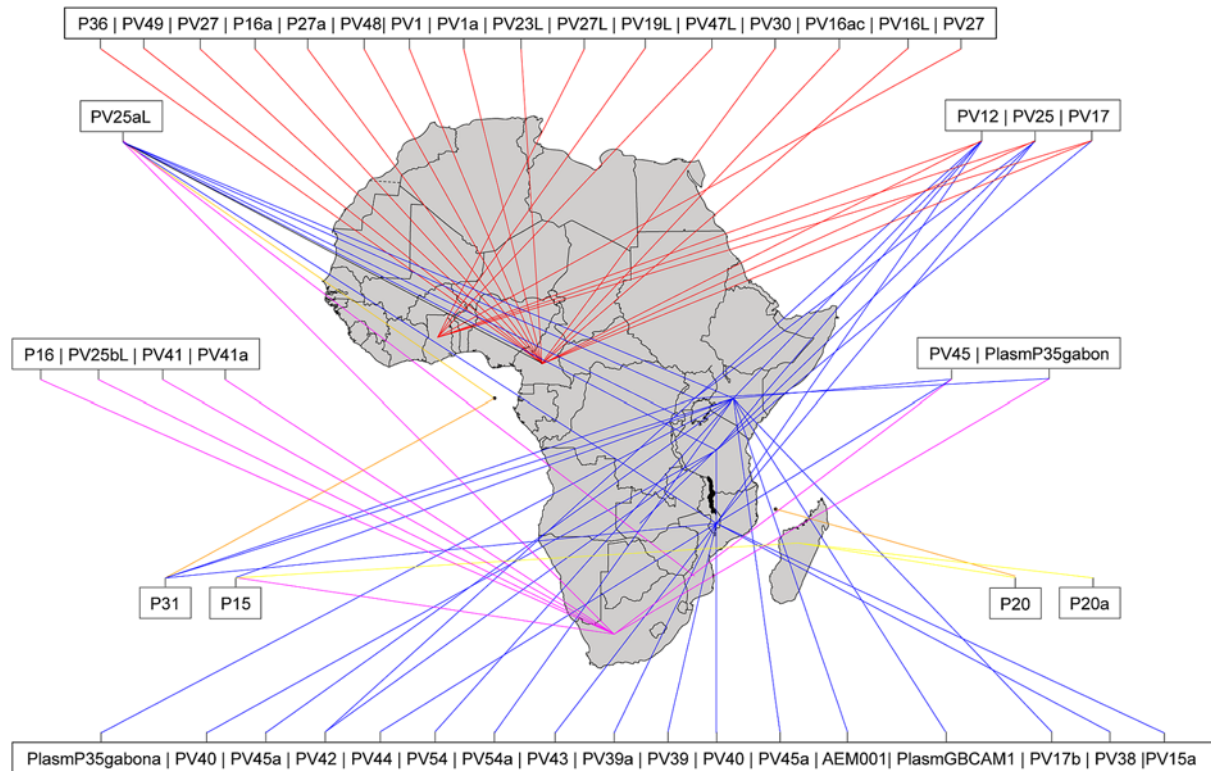 P36 | PV49 | PV27 | P16a | P27a | PV48| PV1 | PV1a | PV23L | PV27L | PV19L | PV47L | PV30 | PV16ac | PV16L | PV27
PV25aL
PV12 | PV25 | PV17
P16 | PV25bL | PV41 | PV41a
PV45 | PlasmP35gabon
P31
P15
P20
P20a
PlasmP35gabona | PV40 | PV45a | PV42 | PV44 | PV54 | PV54a | PV43 | PV39a | PV39 | PV40 | PV45a | AEM001| PlasmGBCAM1 | PV17b | PV38 |PV15a